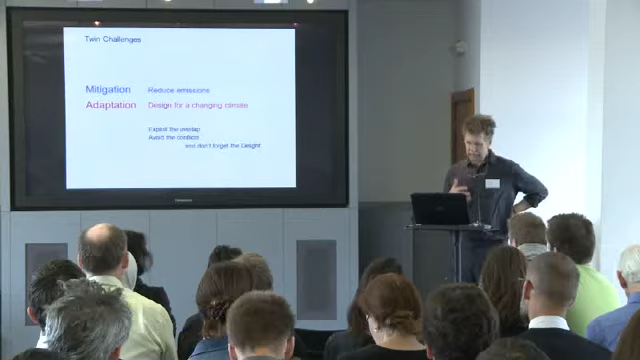 Twin Challenges
Mitigation Reduce emissions
Adaptation Design for a changing climate
Exploit the overlap
Avoid the conflicts
and don't forget the Delight